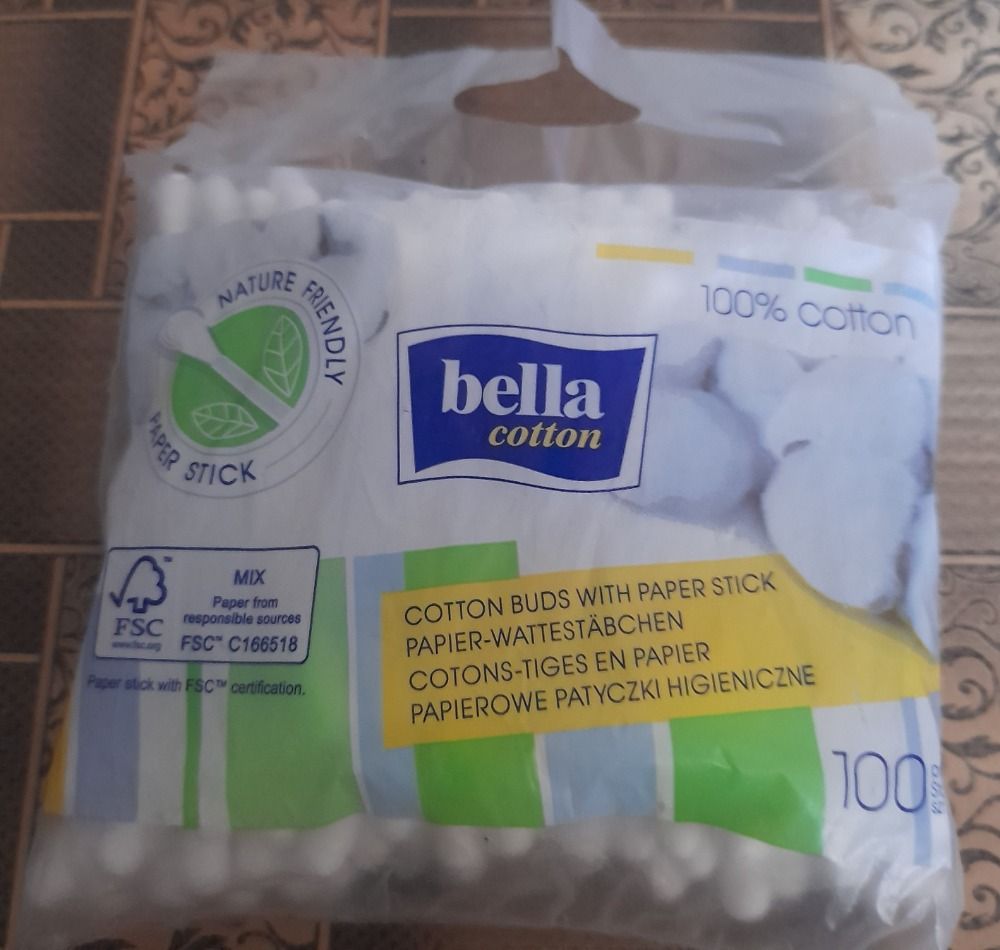 NATURE FRIENDLY
PAPER STICK
100% cotton
bella
cotton
FSC
www.fsc.org
MIX
Paper from
responsible sources
FSC™ C166518
Paper stick with FSC™ certification.
COTTON BUDS WITH PAPER STICK
PAPIER-WATTESTÄBCHEN
COTONS-TIGES EN PAPIER
PAPIEROWE PATYCZKI HIGIENICZNE
100